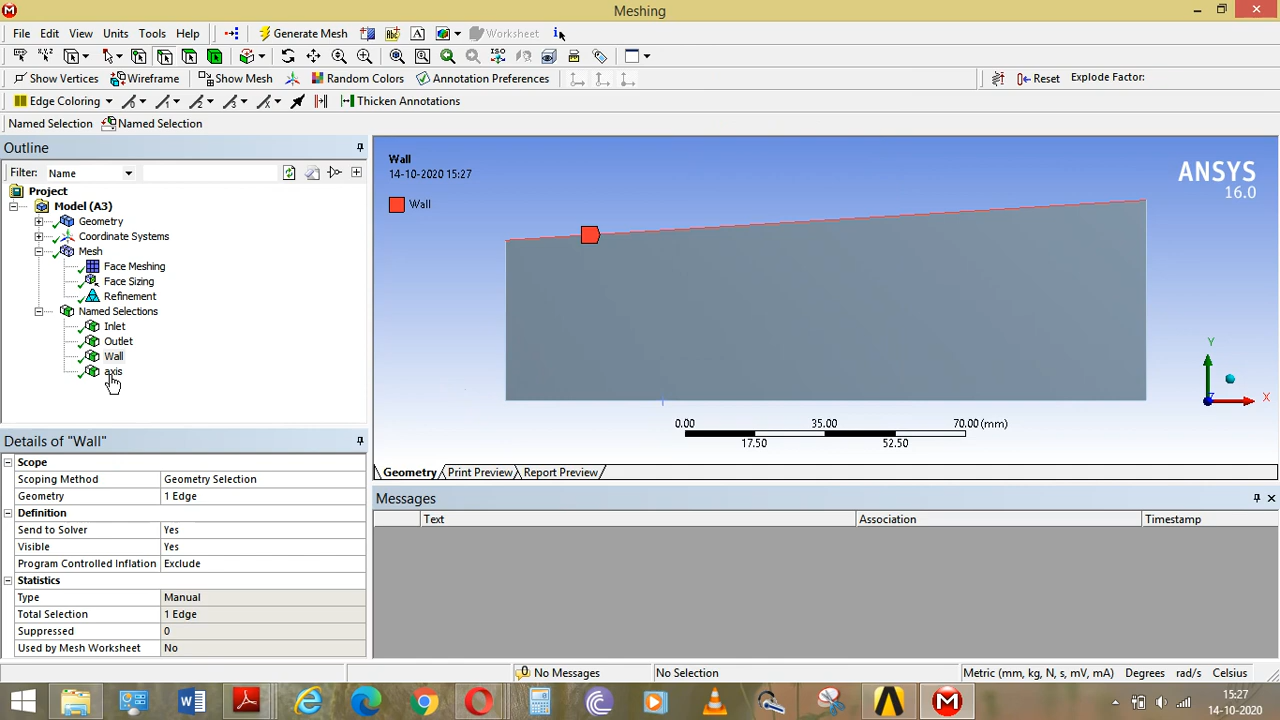 Meshing
File Edit View Units Tools Help Generate Mesh A Worksheet i
Show Vertices Wireframe Show Mesh Random Colors Annotation Preferences Reset Explode Factor:
Edge Coloring Thicken Annotations
Named Selection Named Selection
Outline
Filter: Name
Project
Model (A3)
Geometry
Coordinate Systems
Mesh
Face Meshing
Face Sizing
Refinement
Named Selections
Inlet
Outlet
Wall
axis
Details of "Wall"
Scope
Scoping Method Geometry Selection
Geometry 1 Edge
Definition
Send to Solver Yes
Visible Yes
Program Controlled Inflation Exclude
Statistics
Type Manual
Total Selection 1 Edge
Suppressed 0
Used by Mesh Worksheet No
Wall
14-10-2020 15:27
Wall
ANSYS
16.0
Y
X
0.00 35.00 70.00 (mm)
17.50 52.50
Geometry Print Preview Report Preview
Messages
Text Association Timestamp
0 No Messages No Selection Metric (mm, kg, N, s, mV, mA) Degrees rad/s Celsius
15:27
14-10-2020